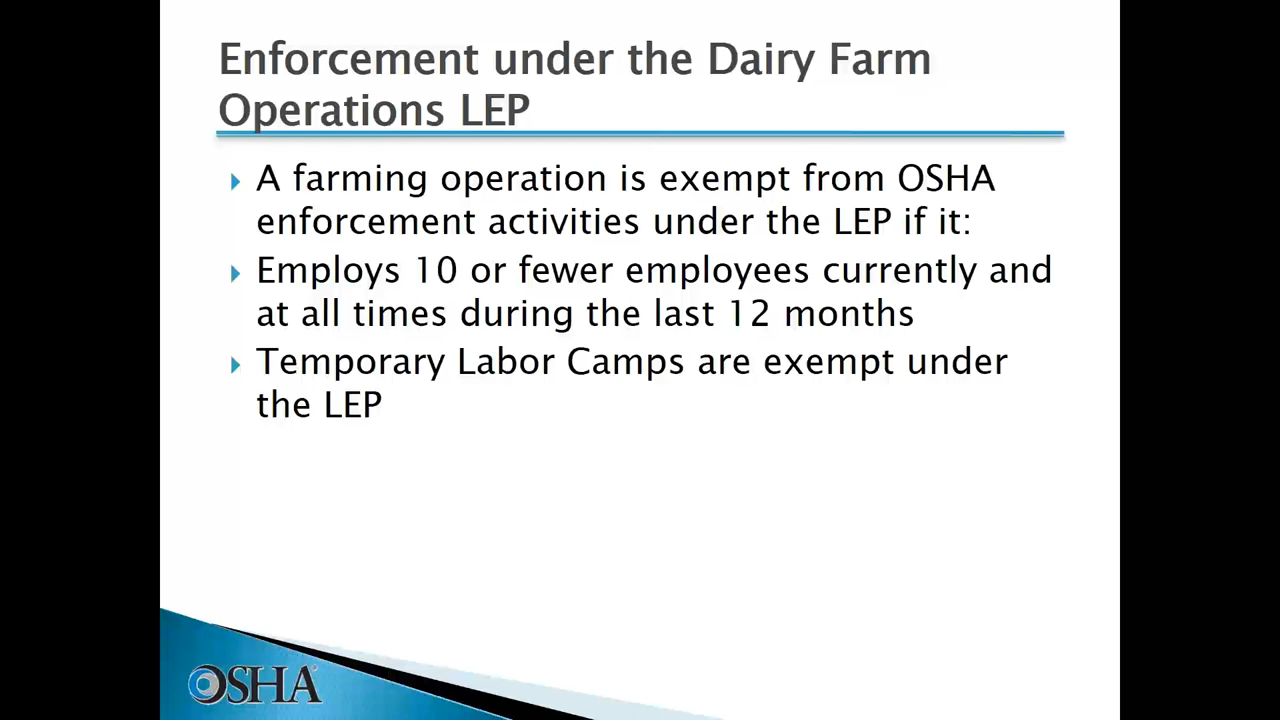 Enforcement under the Dairy Farm
Operations LEP
A farming operation is exempt from OSHA
enforcement activities under the LEP if it:
Employs 10 or fewer employees currently and
at all times during the last 12 months
Temporary Labor Camps are exempt under
the LEP
OSHA®